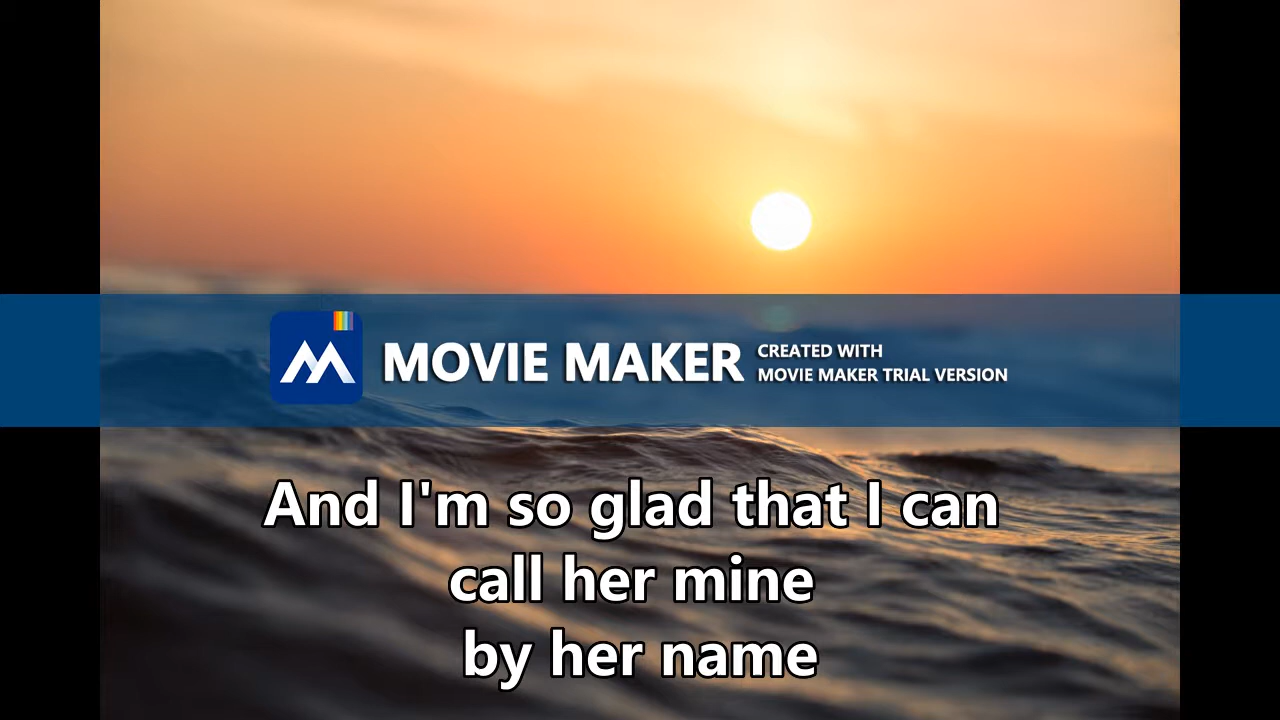 MOVIE MAKER
CREATED WITH
MOVIE MAKER TRIAL VERSION
And I'm so glad that I can
call her mine
by her name